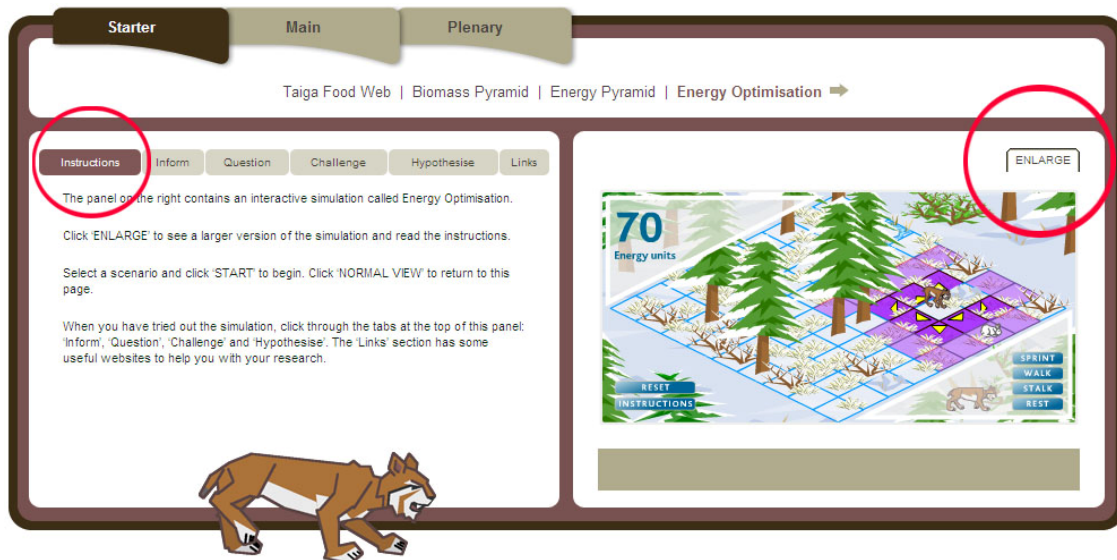 Starter
Main
Plenary
Taiga Food Web | Biomass Pyramid | Energy Pyramid | Energy Optimisation
Instructions
Inform
Question
Challenge
Hypothesise
Links
The panel on the right contains an interactive simulation called Energy Optimisation.
Click 'ENLARGE' to see a larger version of the simulation and read the instructions.
Select a scenario and click 'START' to begin. Click 'NORMAL VIEW' to return to this
page.
When you have tried out the simulation, click through the tabs at the top of this panel:
'Inform', 'Question', 'Challenge' and 'Hypothesise'. The 'Links' section has some
useful websites to help you with your research.
ENLARGE
70
Energy units
RESET
INSTRUCTIONS
SPRINT
WALK
STALK
REST